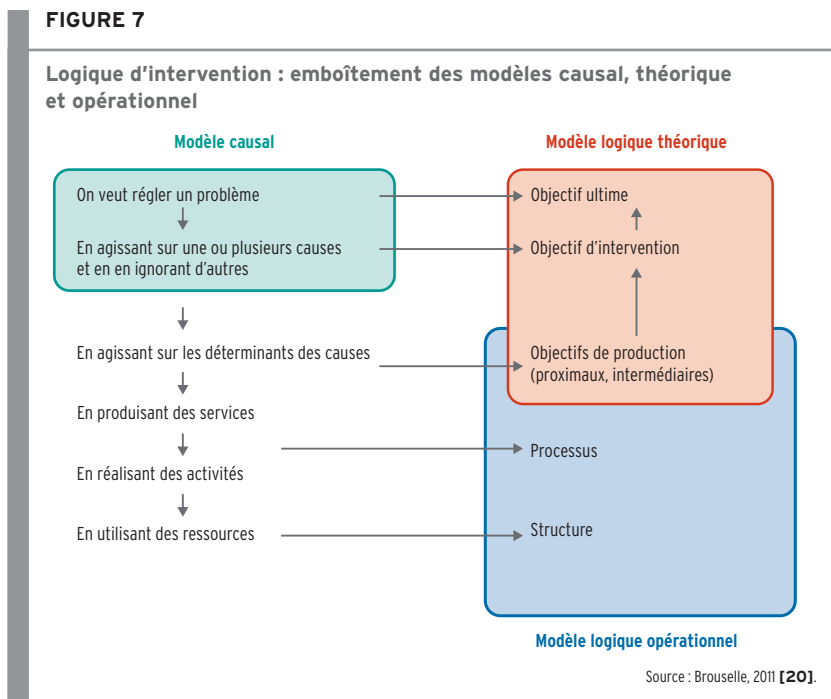 FIGURE 7
Logique d’intervention : emboîtement des modèles causal, théorique
et opérationnel
Modèle causal
Modèle logique théorique
On veut régler un problème
Objectif ultime
En agissant sur une ou plusieurs causes
et en en ignorant d’autres
Objectif d’intervention
En agissant sur les déterminants des causes
Objectifs de production
(proximaux, intermédiaires)
En produisant des services
Processus
En réalisant des activités
En utilisant des ressources
Structure
Modèle logique opérationnel
Source : Brouselle, 2011 [20].